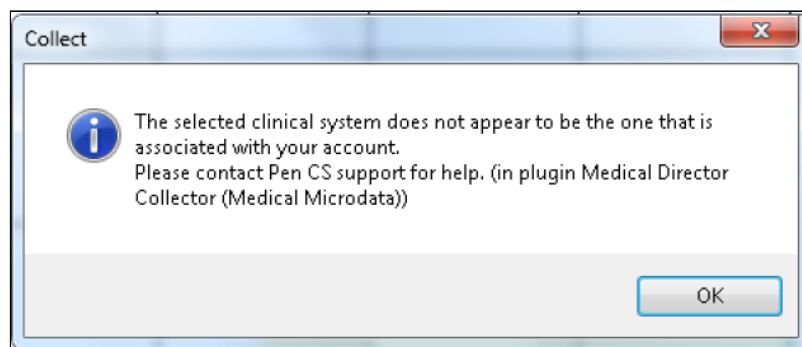 Collect
The selected clinical system does not appear to be the one that is
associated with your account.
Please contact Pen CS support for help. (in plugin Medical Director
Collector (Medical Microdata))
OK